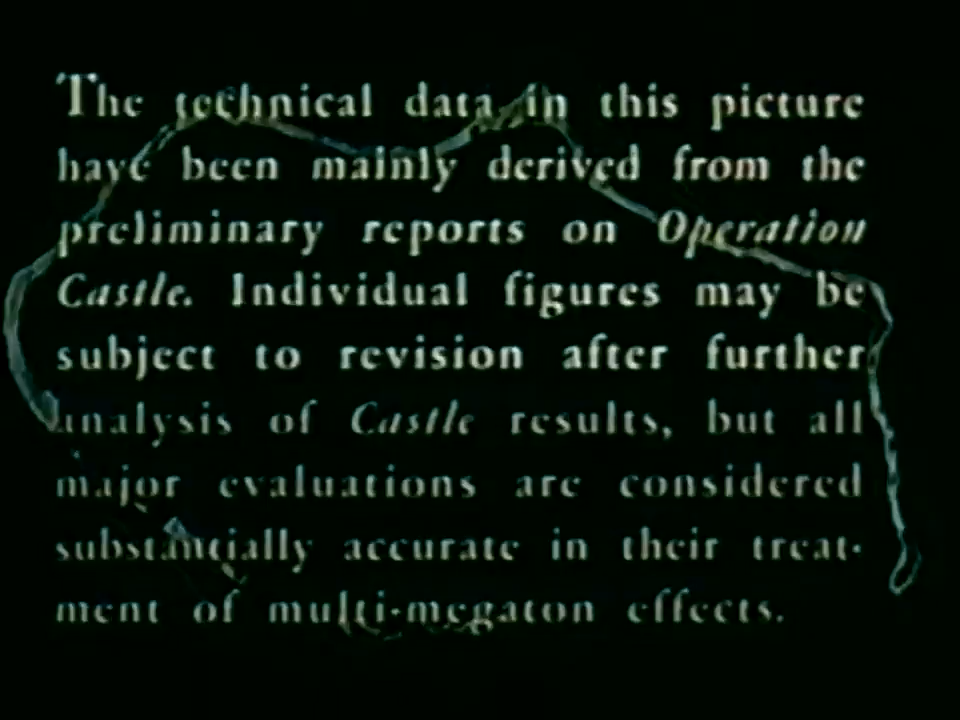 The technical data in this picture
have been mainly derived from the
preliminary reports on Operation
Castle. Individual figures may be
subject to revision after further
analysis of Castle results, but all
major evaluations are considered
substantially accurate in their treat-
ment of multi-megaton effects.